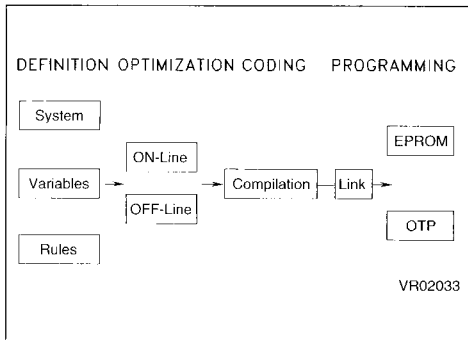 DEFINITION OPTIMIZATION CODING PROGRAMMING
System
EPROM
ON-Line
Variables
Compilation
Link
OFF-Line
OTP
Rules
VR02033